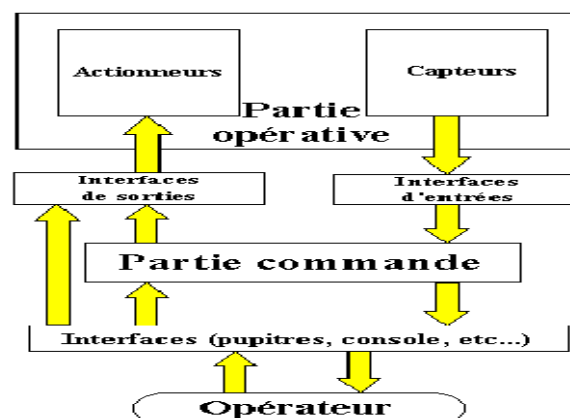 Actionneurs
Capteurs
Partie
opérative
Interfaces
de sorties
Interfaces
d'entrées
Partie commande
Interfaces (pupitres, console, etc...)
Opérateur